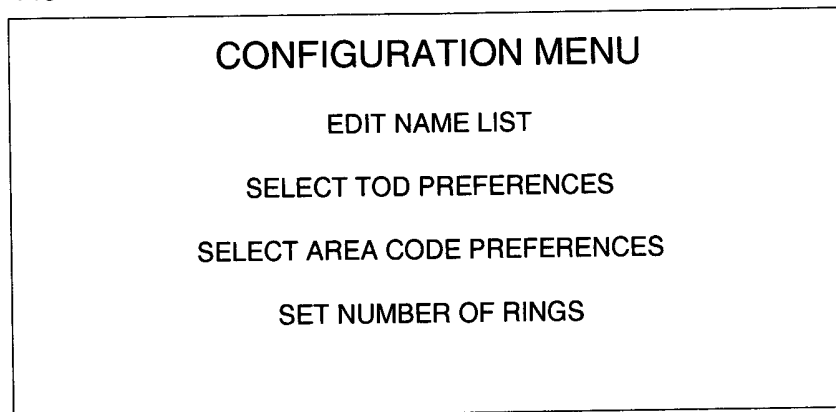 CONFIGURATION MENU
EDIT NAME LIST
SELECT TOD PREFERENCES
SELECT AREA CODE PREFERENCES
SET NUMBER OF RINGS